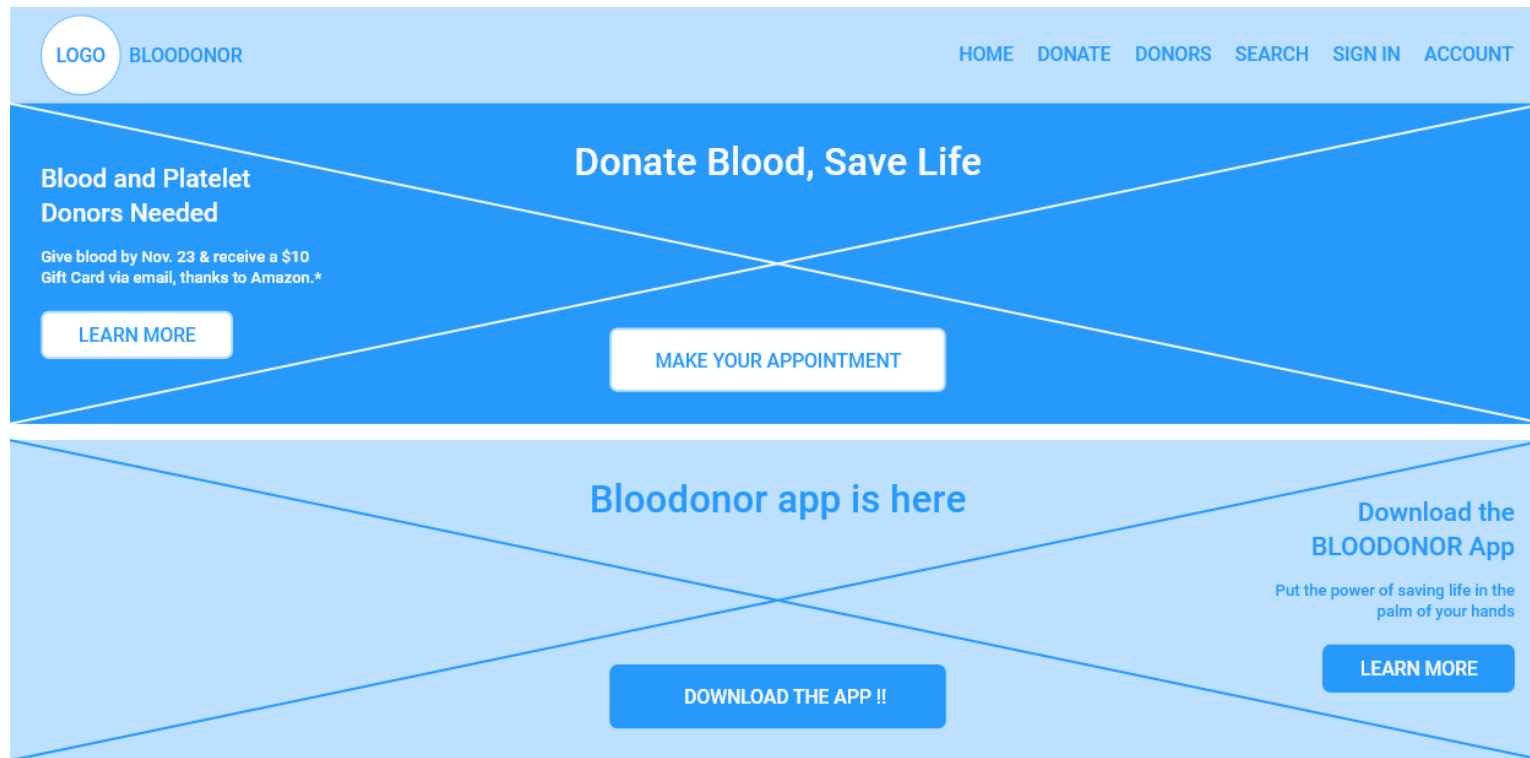 LOGO BLOODONOR HOME DONATE DONORS SEARCH SIGN IN ACCOUNT
Donate Blood, Save Life
Blood and Platelet
Donors Needed
Give blood by Nov. 23 & receive a $10
Gift Card via email, thanks to Amazon.*
LEARN MORE
MAKE YOUR APPOINTMENT
Bloodonor app is here
Download the
BLOODONOR App
Put the power of saving life in the
palm of your hands
LEARN MORE
DOWNLOAD THE APP !!